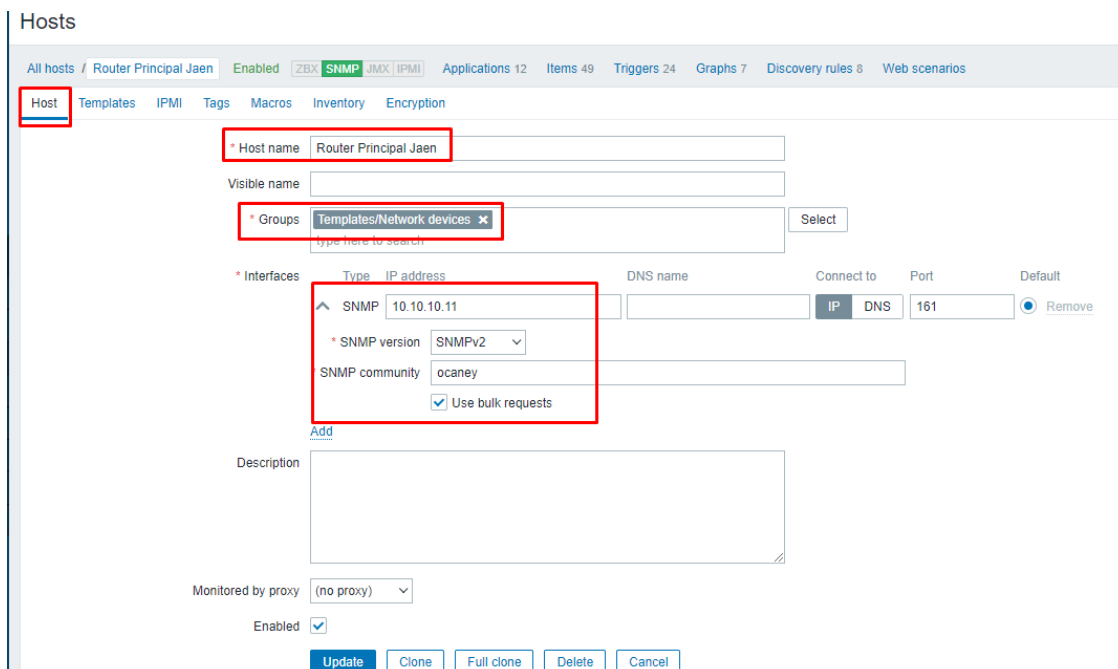 Hosts
All hosts / Router Principal Jaen Enabled ZBX SNMP JMX IPMI Applications 12 Items 49 Triggers 24 Graphs 7 Discovery rules 8 Web scenarios
Host Templates IPMI Tags Macros Inventory Encryption
* Host name Router Principal Jaen
Visible name
* Groups Templates/Network devices × Select
type here to search
* Interfaces Type IP address DNS name Connect to Port Default
SNMP 10.10.10.11 IP DNS 161 Remove
* SNMP version SNMPv2
* SNMP community ocaney
Use bulk requests
Add
Description
Monitored by proxy (no proxy)
Enabled
Update Clone Full clone Delete Cancel